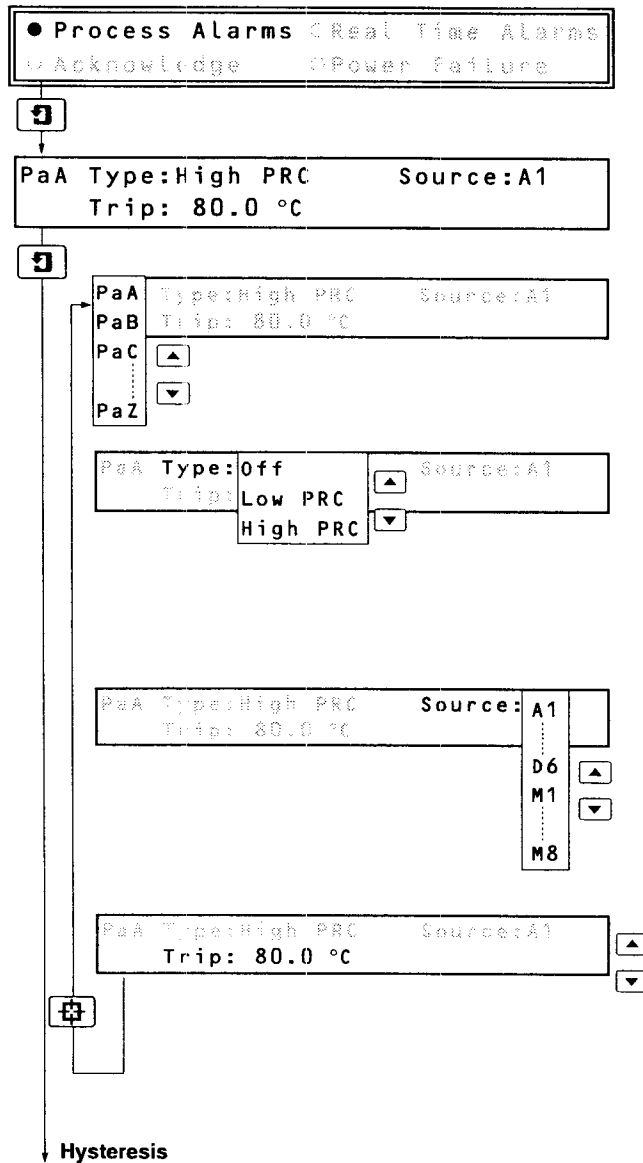 ● Process Alarms ○Real Time Alarms
○Acknowledge ○Power Failure
PaA Type:High PRC Source:A1
Trip: 80.0 °C
PaA Type:High PRC Source:A1
PaB Trip: 80.0 °C
PaC
PaZ
PaA Type:Off Source:A1
Trip: Low PRC
High PRC
PaA Type:High PRC Source:A1
Trip: 80.0 °C
D6
M1
M8
PaA Type:High PRC Source:A1
Trip: 80.0 °C
Hysteresis